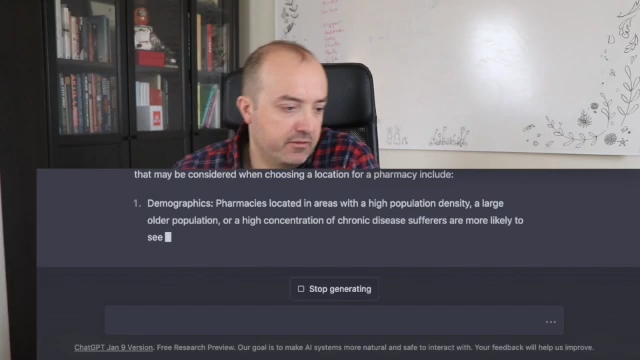 that may be considered when choosing a location for a pharmacy include:
1. Demographics: Pharmacies located in areas with a high population density, a large
older population, or a high concentration of chronic disease sufferers are more likely to
see
Stop generating
ChatGPT Jan 9 Version. Free Research Preview. Our goal is to make AI systems more natural and safe to interact with. Your feedback will help us improve.